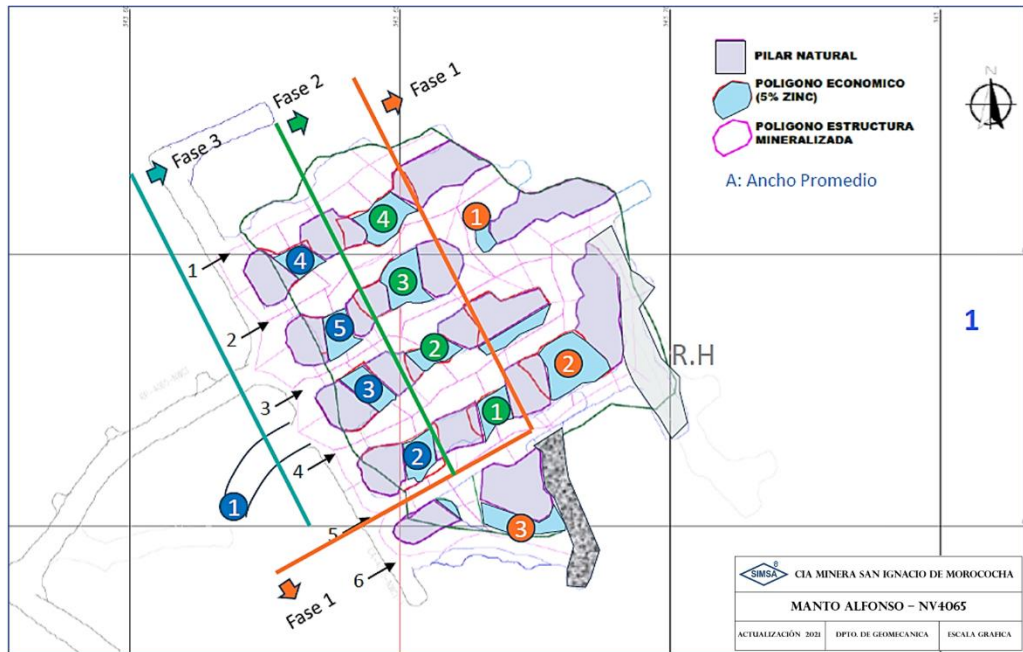 Fase 1
Fase 2
Fase 3
PILAR NATURAL
POLIGONO ECONOMICO
(5% ZINC)
POLIGONO ESTRUCTURA
MINERALIZADA
A: Ancho Promedio
N
4
1
4
1
3
5
2
1
2
2
R.H
3
3
1
2
4
1
5
3
6
Fase 1
SIMSA
®
CIA MINERA SAN IGNACIO DE MOROCOCHA
MANTO ALFONSO – NV4065
ACTUALIZACIÓN 2021
DPTO. DE GEOMECANICA
ESCALA GRAFICA